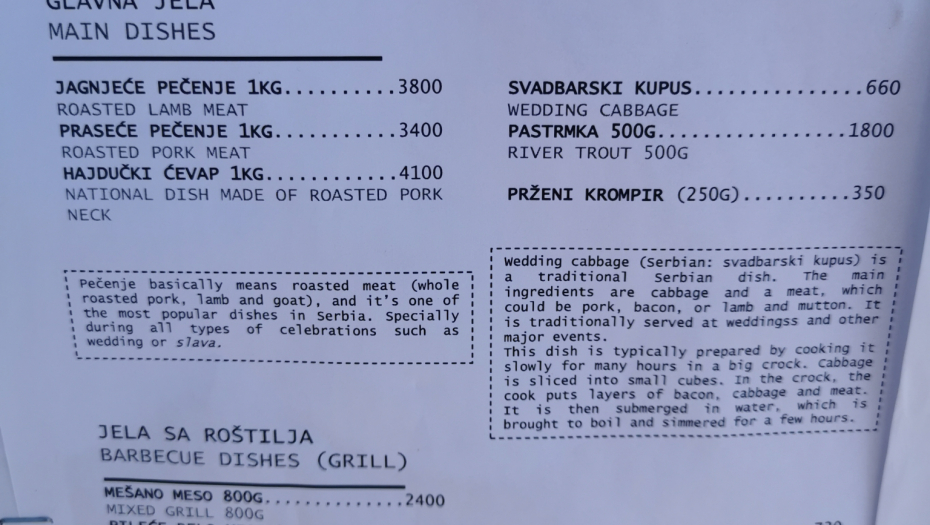 GLAVNA JELA
MAIN DISHES
JAGNJEĆE PEČENJE 1KG..........3800
ROASTED LAMB MEAT
PRASEĆE PEČENJE 1KG...........3400
ROASTED PORK MEAT
HAJDUČKI ĆEVAP 1KG............4100
NATIONAL DISH MADE OF ROASTED PORK
NECK
Pečenje basically means roasted meat (whole
roasted pork, lamb and goat), and it's one of
the most popular dishes in Serbia. Specially
during all types of celebrations such as
wedding or slava.
SVADBARSKI KUPUS...............660
WEDDING CABBAGE
PASTRMKA 500G.................1800
RIVER TROUT 500G
PRŽENI KROMPIR (250G)..........350
Wedding cabbage (Serbian: svadbarski kupus) is
a traditional Serbian dish. The main
ingredients are cabbage and a meat, which
could be pork, bacon, or lamb and mutton. It
is traditionally served at weddingss and other
major events.
This dish is typically prepared by cooking it
slowly for many hours in a big crock. Cabbage
is sliced into small cubes. In the crock, the
cook puts layers of bacon, cabbage and meat.
It is then submerged in water, which is
brought to boil and simmered for a few hours.
JELA SA ROŠTILJA
BARBECUE DISHES (GRILL)
MEŠANO MESO 800G..............2400
MIXED GRILL 800G